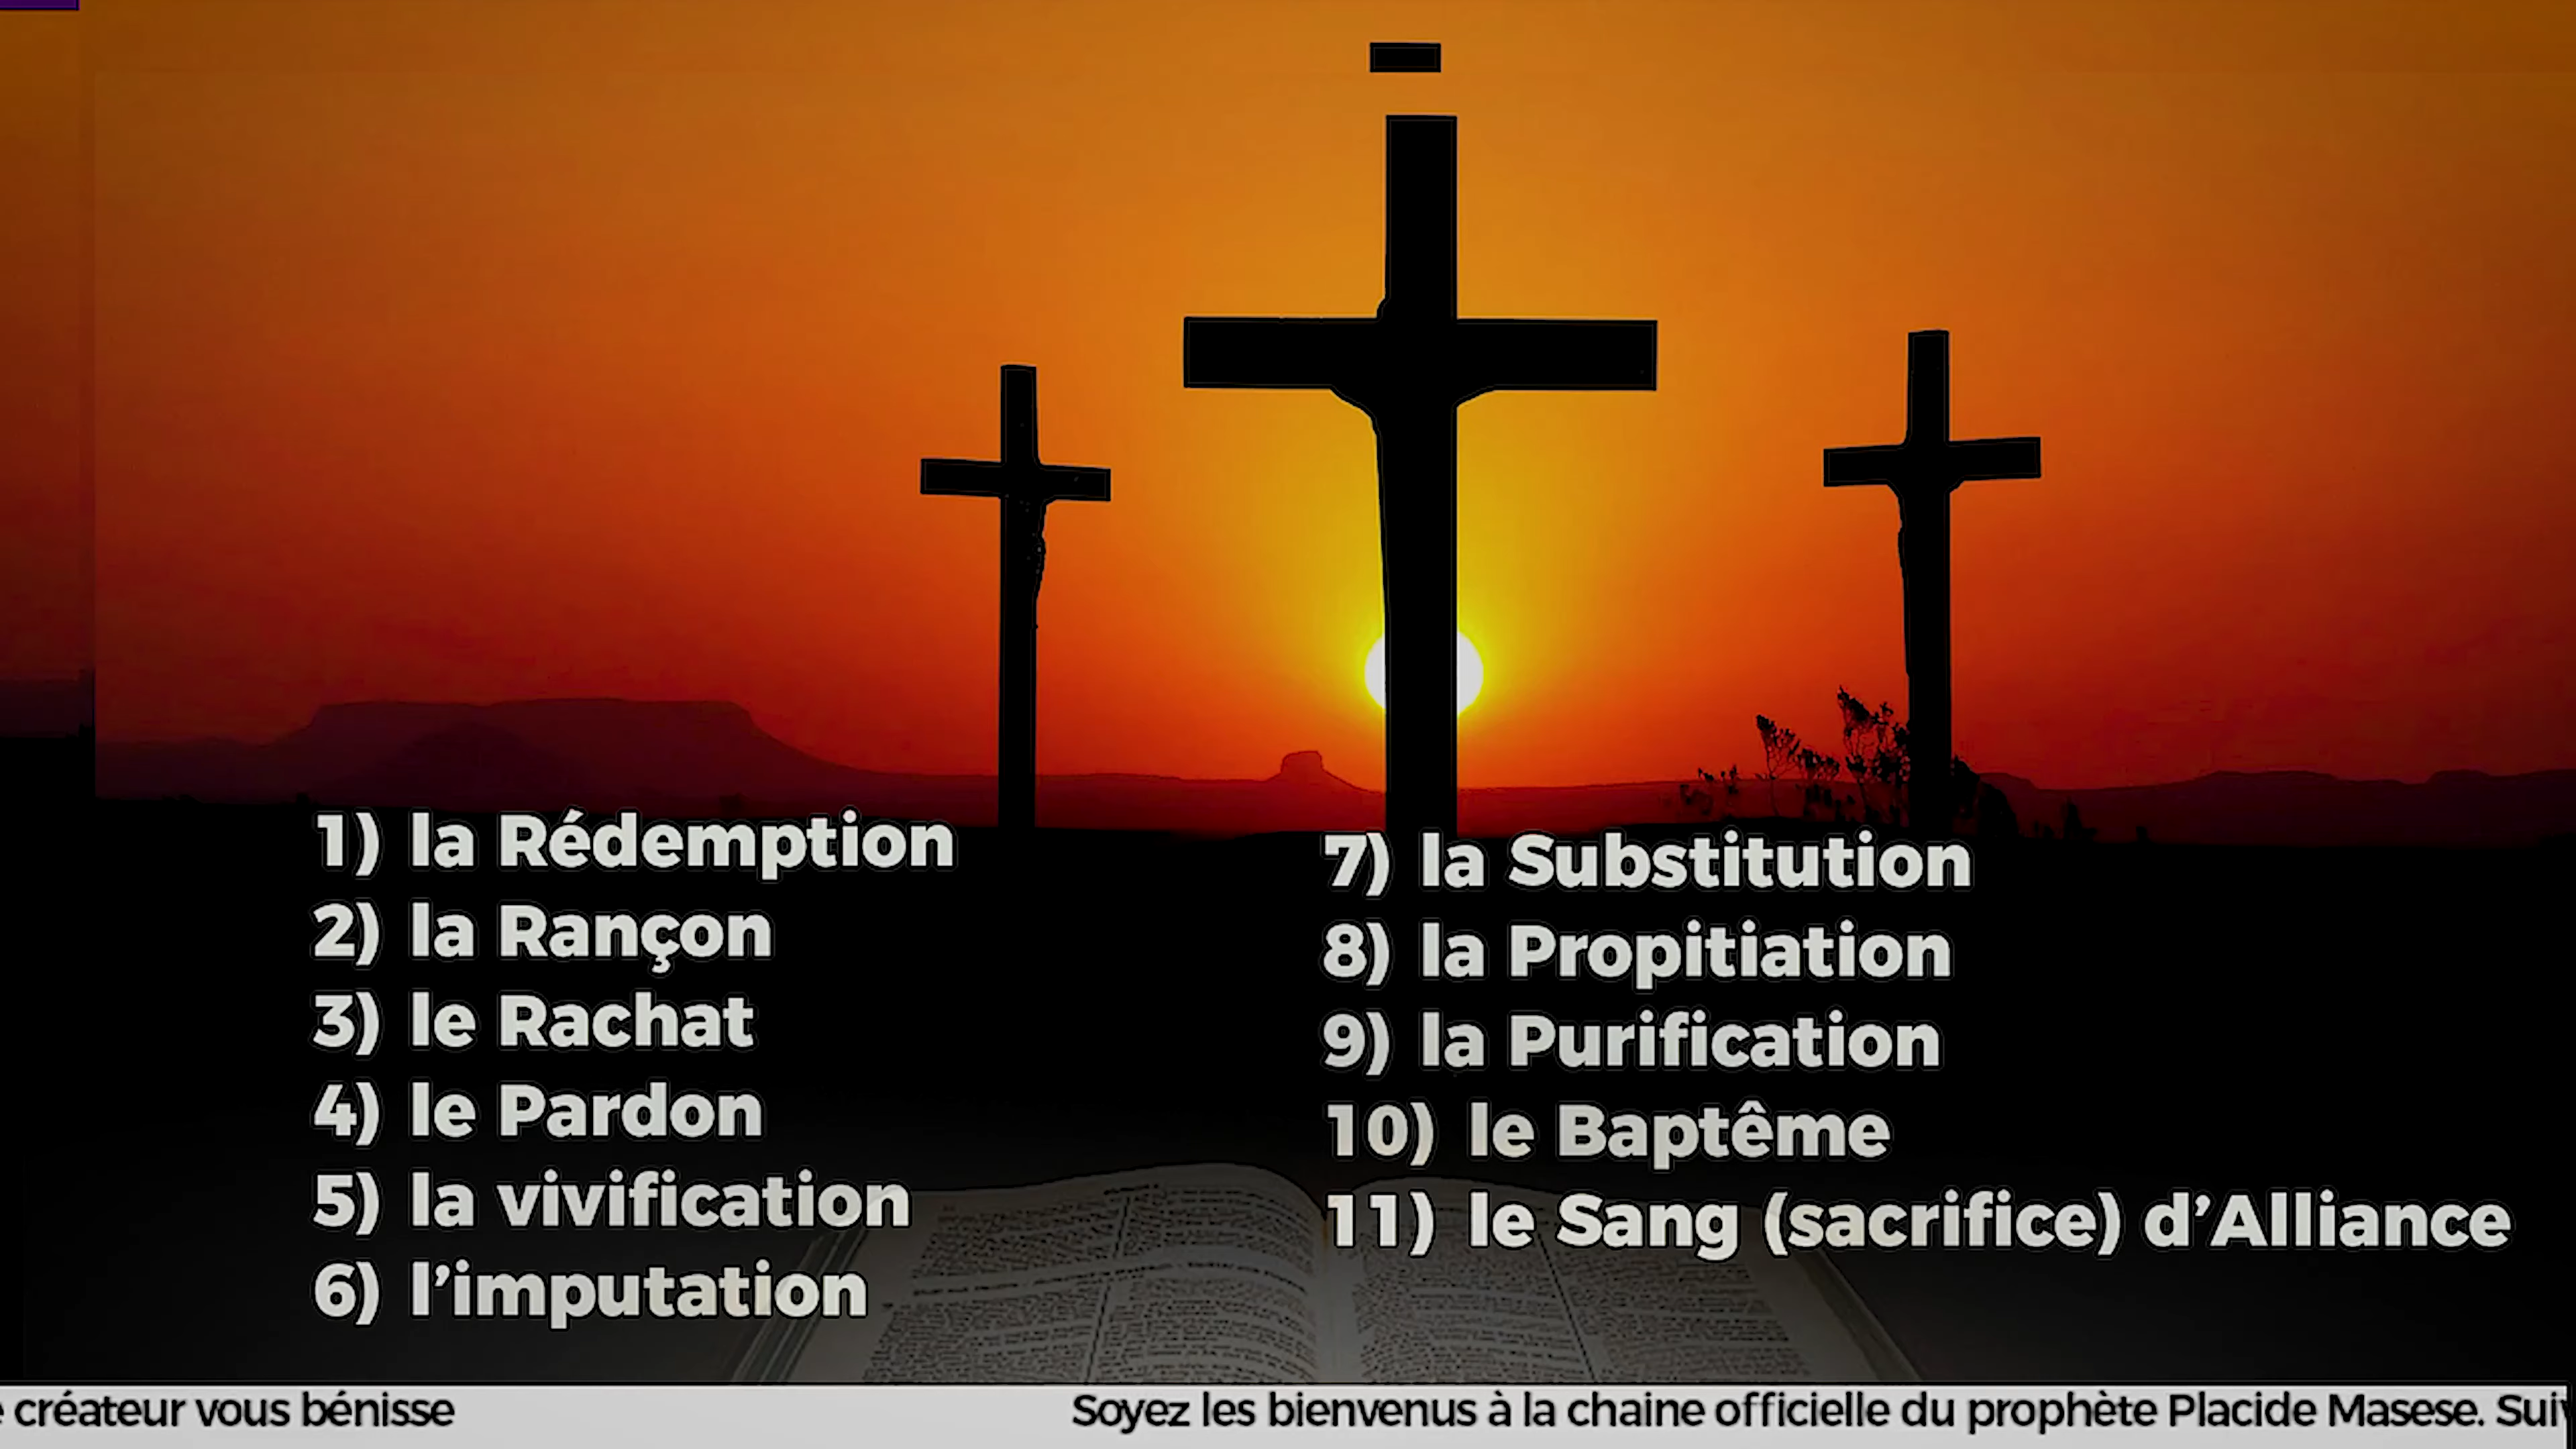 1) la Rédemption
2) la Rançon
3) le Rachat
4) le Pardon
5) la vivification
6) l’imputation
7) la Substitution
8) la Propitiation
9) la Purification
10) le Baptême
11) le Sang (sacrifice) d’Alliance
créateur vous bénisse
Soyez les bienvenus à la chaine officielle du prophète Placide Masese.